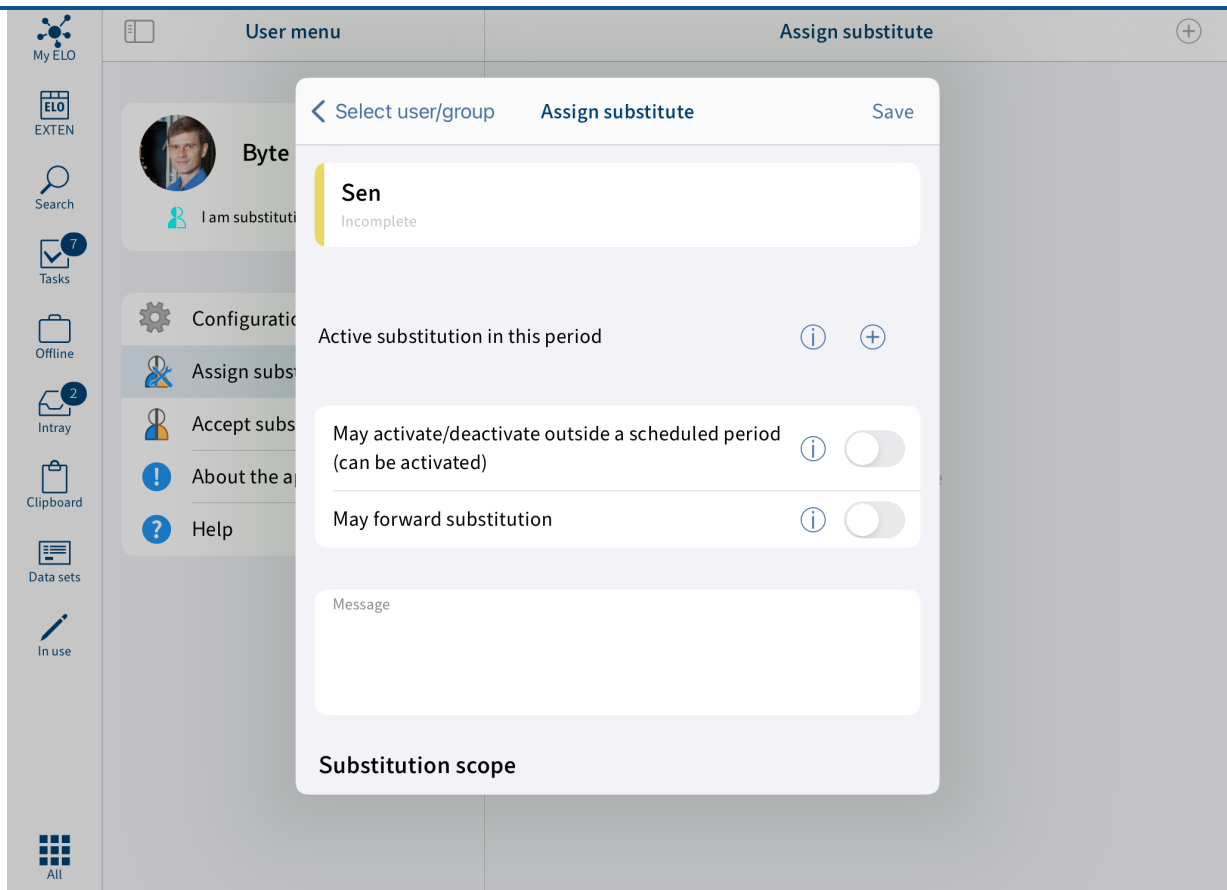 My ELO
User menu
Assign substitute
ELO
EXTEN
Search
7
Tasks
Offline
2
Intray
Clipboard
Data sets
In use
All
Byte
I am substituti
Configuratio
Assign subst
Accept subs
About the a
Help
Select user/group
Assign substitute
Save
Sen
Incomplete
Active substitution in this period
May activate/deactivate outside a scheduled period
(can be activated)
May forward substitution
Message
Substitution scope